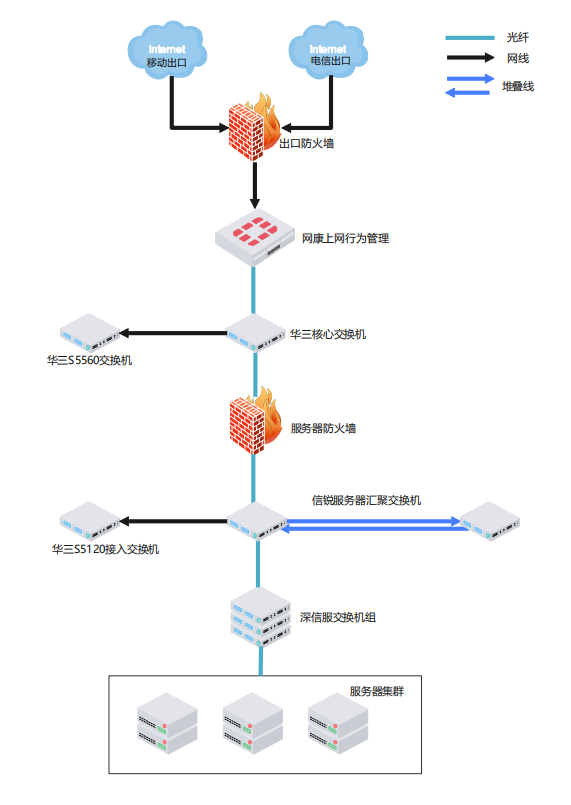 Internet
移动出口
Internet
电信出口
光纤
网线
堆叠线
出口防火墙
网康上网行为管理
华三核心交换机
华三S5560交换机
服务器防火墙
信锐服务器汇聚交换机
华三S5120接入交换机
深信服交换机组
服务器集群